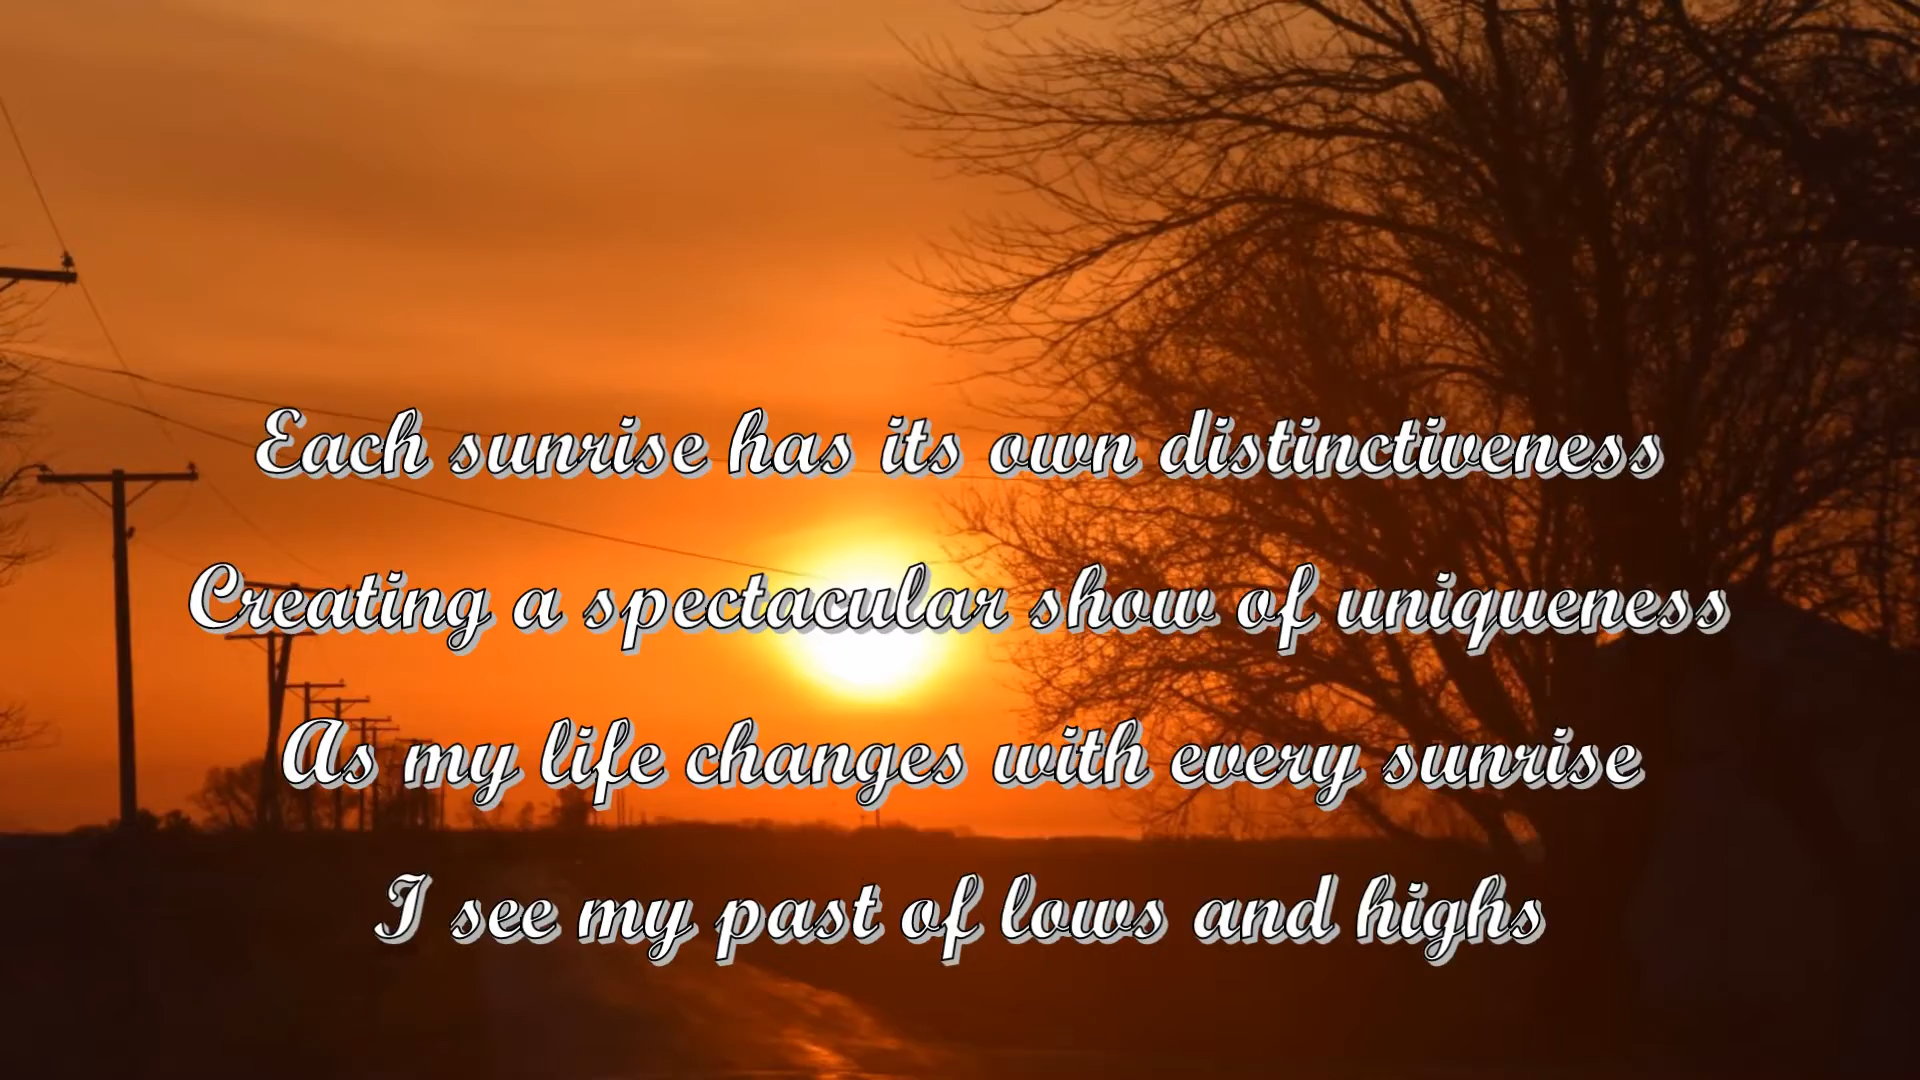 Each sunrise has its own distinctiveness
Creating a spectacular show of uniqueness
As my life changes with every sunrise
I see my past of lows and highs